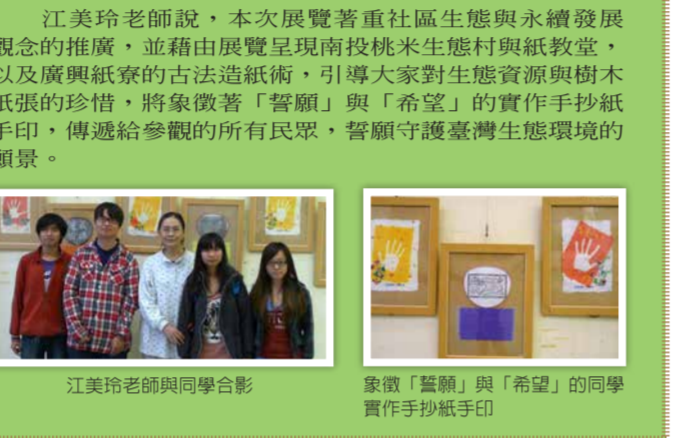 江美玲老師說，本次展覽著重社區生態與永續發展
觀念的推廣，並藉由展覽呈現南投桃米生態村與紙教堂，
以及廣興紙寮的古法造紙術，引導大家對生態資源與樹木
紙張的珍惜，將象徵著「誓願」與「希望」的實作手抄紙
手印，傳遞給參觀的所有民眾，誓願守護臺灣生態環境的
願景。
江美玲老師與同學合影
象徵「誓願」與「希望」的同學
實作手抄紙手印